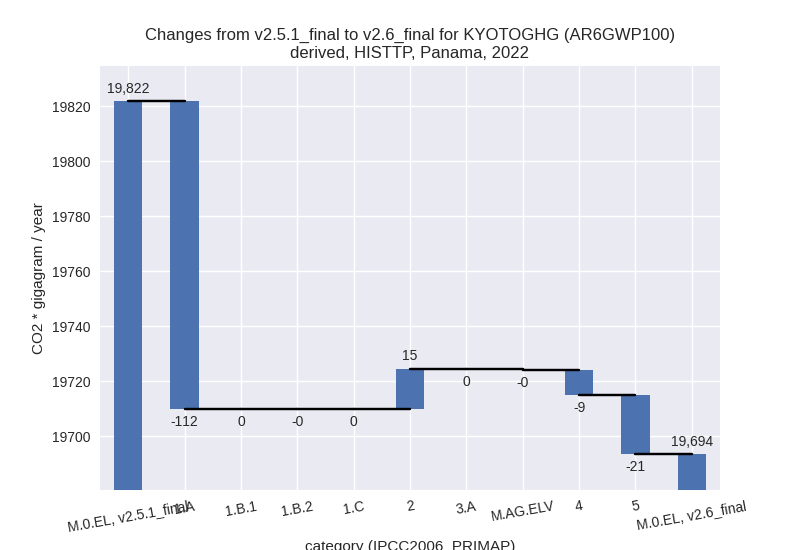 Changes from v2.5.1_final to v2.6_final for KYOTOGHG (AR6GWP100)
derived, HISTTP, Panama, 2022
CO2 * gigagram / year
19820
19800
19780
19760
19740
19720
19700
19,822
-112
0
-0
0
15
0
-0
-9
-21
19,694
M.0.EL, v2.5.1_final
1.A
1.B.1
1.B.2
1.C
2
3.A
M.AG.ELV
4
5
M.0.EL, v2.6_final
category (IPCC2006_PRIMAP)